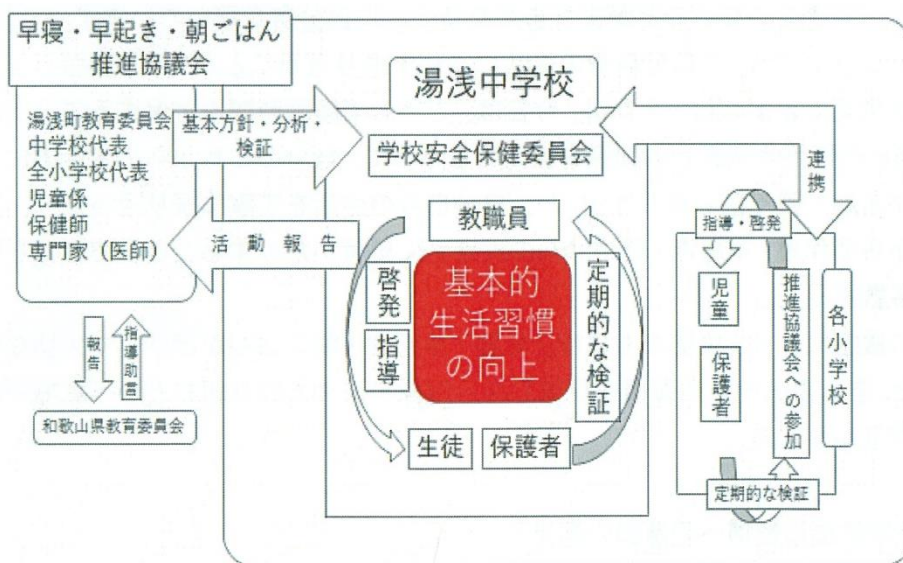 早寝・早起き・朝ごはん
推進協議会
湯浅町教育委員会
中学校代表
全小学校代表
児童係
保健師
専門家（医師）
基本方針・分析・
検証
活動報告
報告
指導助言
和歌山県教育委員会
湯浅中学校
学校安全保健委員会
教職員
啓発
指導
基本的
生活習慣
の向上
定期的な検証
生徒
保護者
連携
指導・啓発
児童
保護者
推進協議会への参加
各小学校
定期的な検証